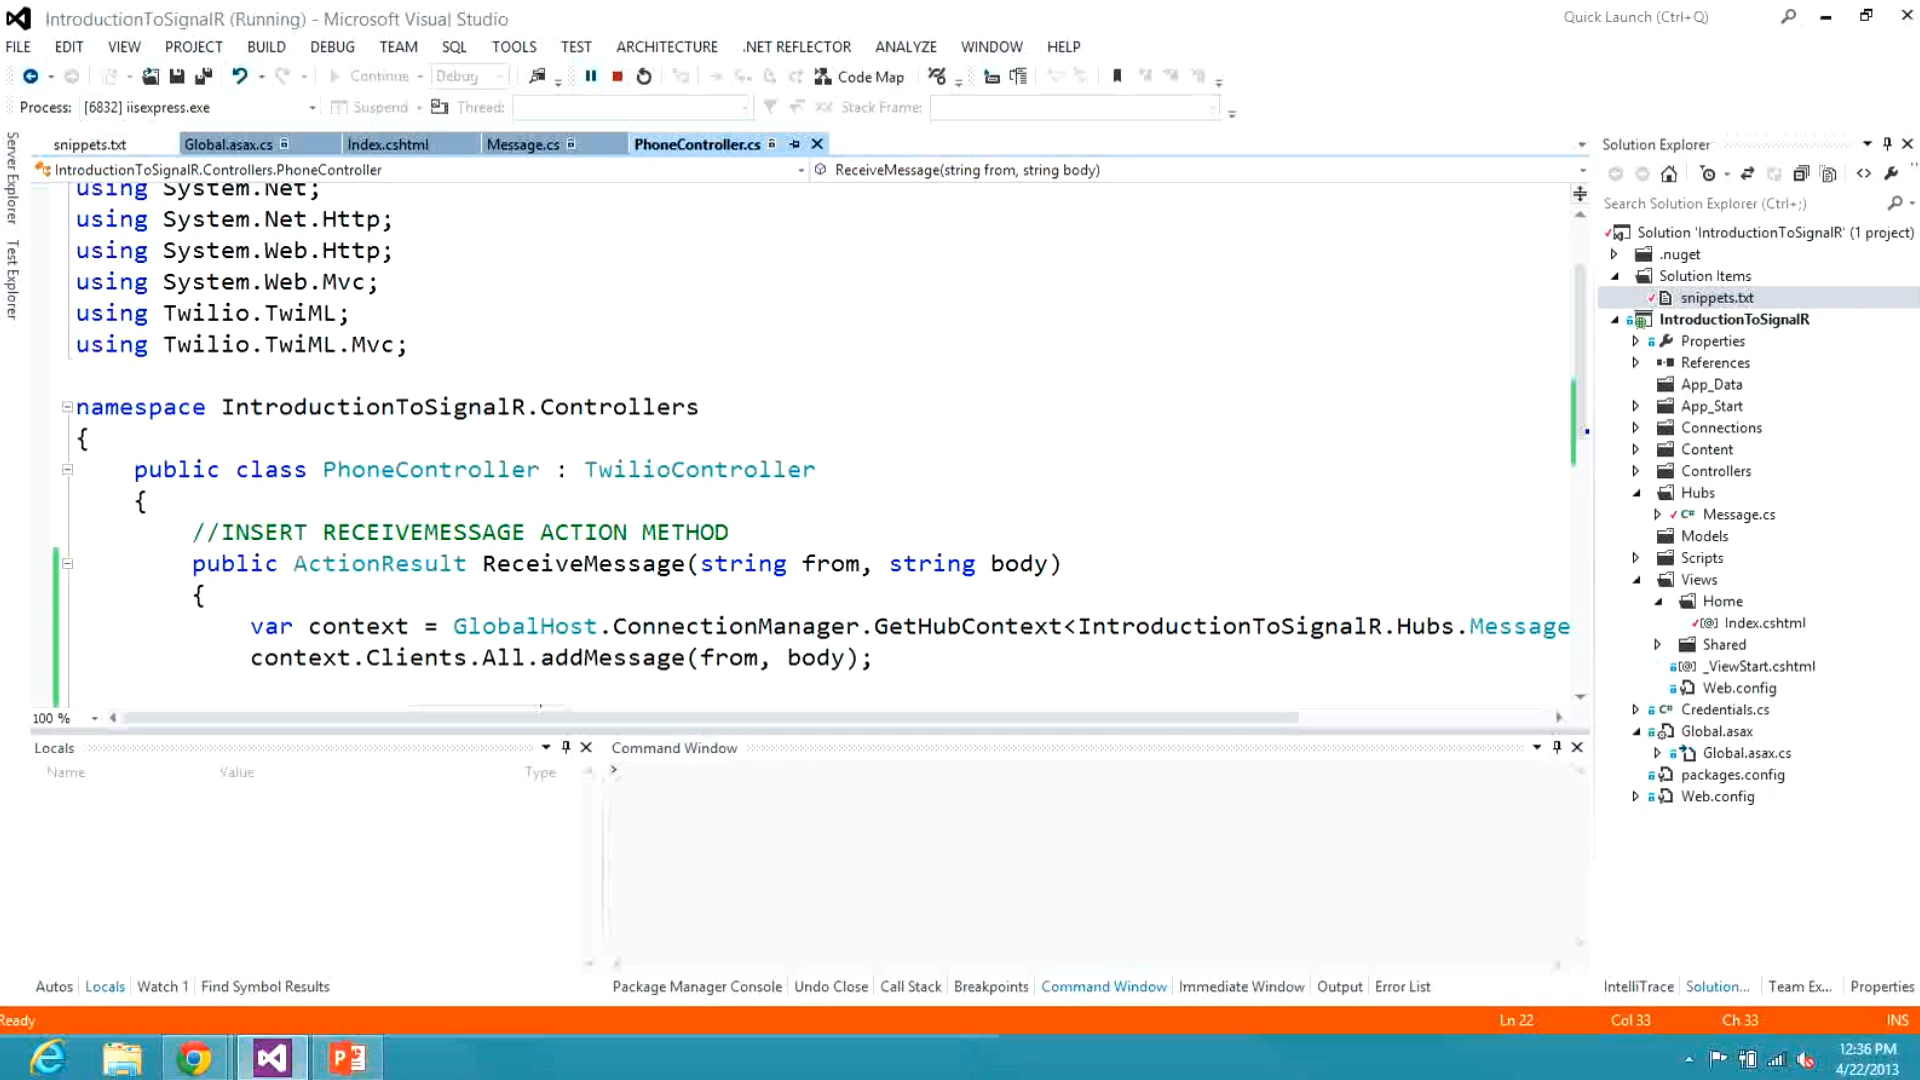 IntroductionToSignalR (Running) - Microsoft Visual Studio
Quick Launch (Ctrl+Q)
FILE EDIT VIEW PROJECT BUILD DEBUG TEAM SQL TOOLS TEST ARCHITECTURE .NET REFLECTOR ANALYZE WINDOW HELP
Continue Debug Code Map
Process: [6832] iisexpress.exe Suspend Thread: Stack Frame:
Server Explorer
Test Explorer
snippets.txt Global.asax.cs Index.cshtml Message.cs PhoneController.cs
IntroductionToSignalR.Controllers.PhoneController ReceiveMessage(string from, string body)
using System.Net;
using System.Net.Http;
using System.Web.Http;
using System.Web.Mvc;
using Twilio.TwiML;
using Twilio.TwiML.Mvc;
namespace IntroductionToSignalR.Controllers
{
public class PhoneController : TwilioController
{
//INSERT RECEIVEMESSAGE ACTION METHOD
public ActionResult ReceiveMessage(string from, string body)
{
var context = GlobalHost.ConnectionManager.GetHubContext<IntroductionToSignalR.Hubs.Message
context.Clients.All.addMessage(from, body);
100 %
Solution Explorer
Search Solution Explorer (Ctrl+;)
Solution 'IntroductionToSignalR' (1 project)
.nuget
Solution Items
snippets.txt
IntroductionToSignalR
Properties
References
App_Data
App_Start
Connections
Content
Controllers
Hubs
C# Message.cs
Models
Scripts
Views
Home
[@] Index.cshtml
Shared
[@] _ViewStart.cshtml
Web.config
C# Credentials.cs
Global.asax
Global.asax.cs
packages.config
Web.config
Locals
Name Value Type
Command Window
>
Autos Locals Watch 1 Find Symbol Results
Package Manager Console Undo Close Call Stack Breakpoints Command Window Immediate Window Output Error List
IntelliTrace Solution... Team Ex... Properties
Ready Ln 22 Col 33 Ch 33 INS
12:36 PM
4/22/2013